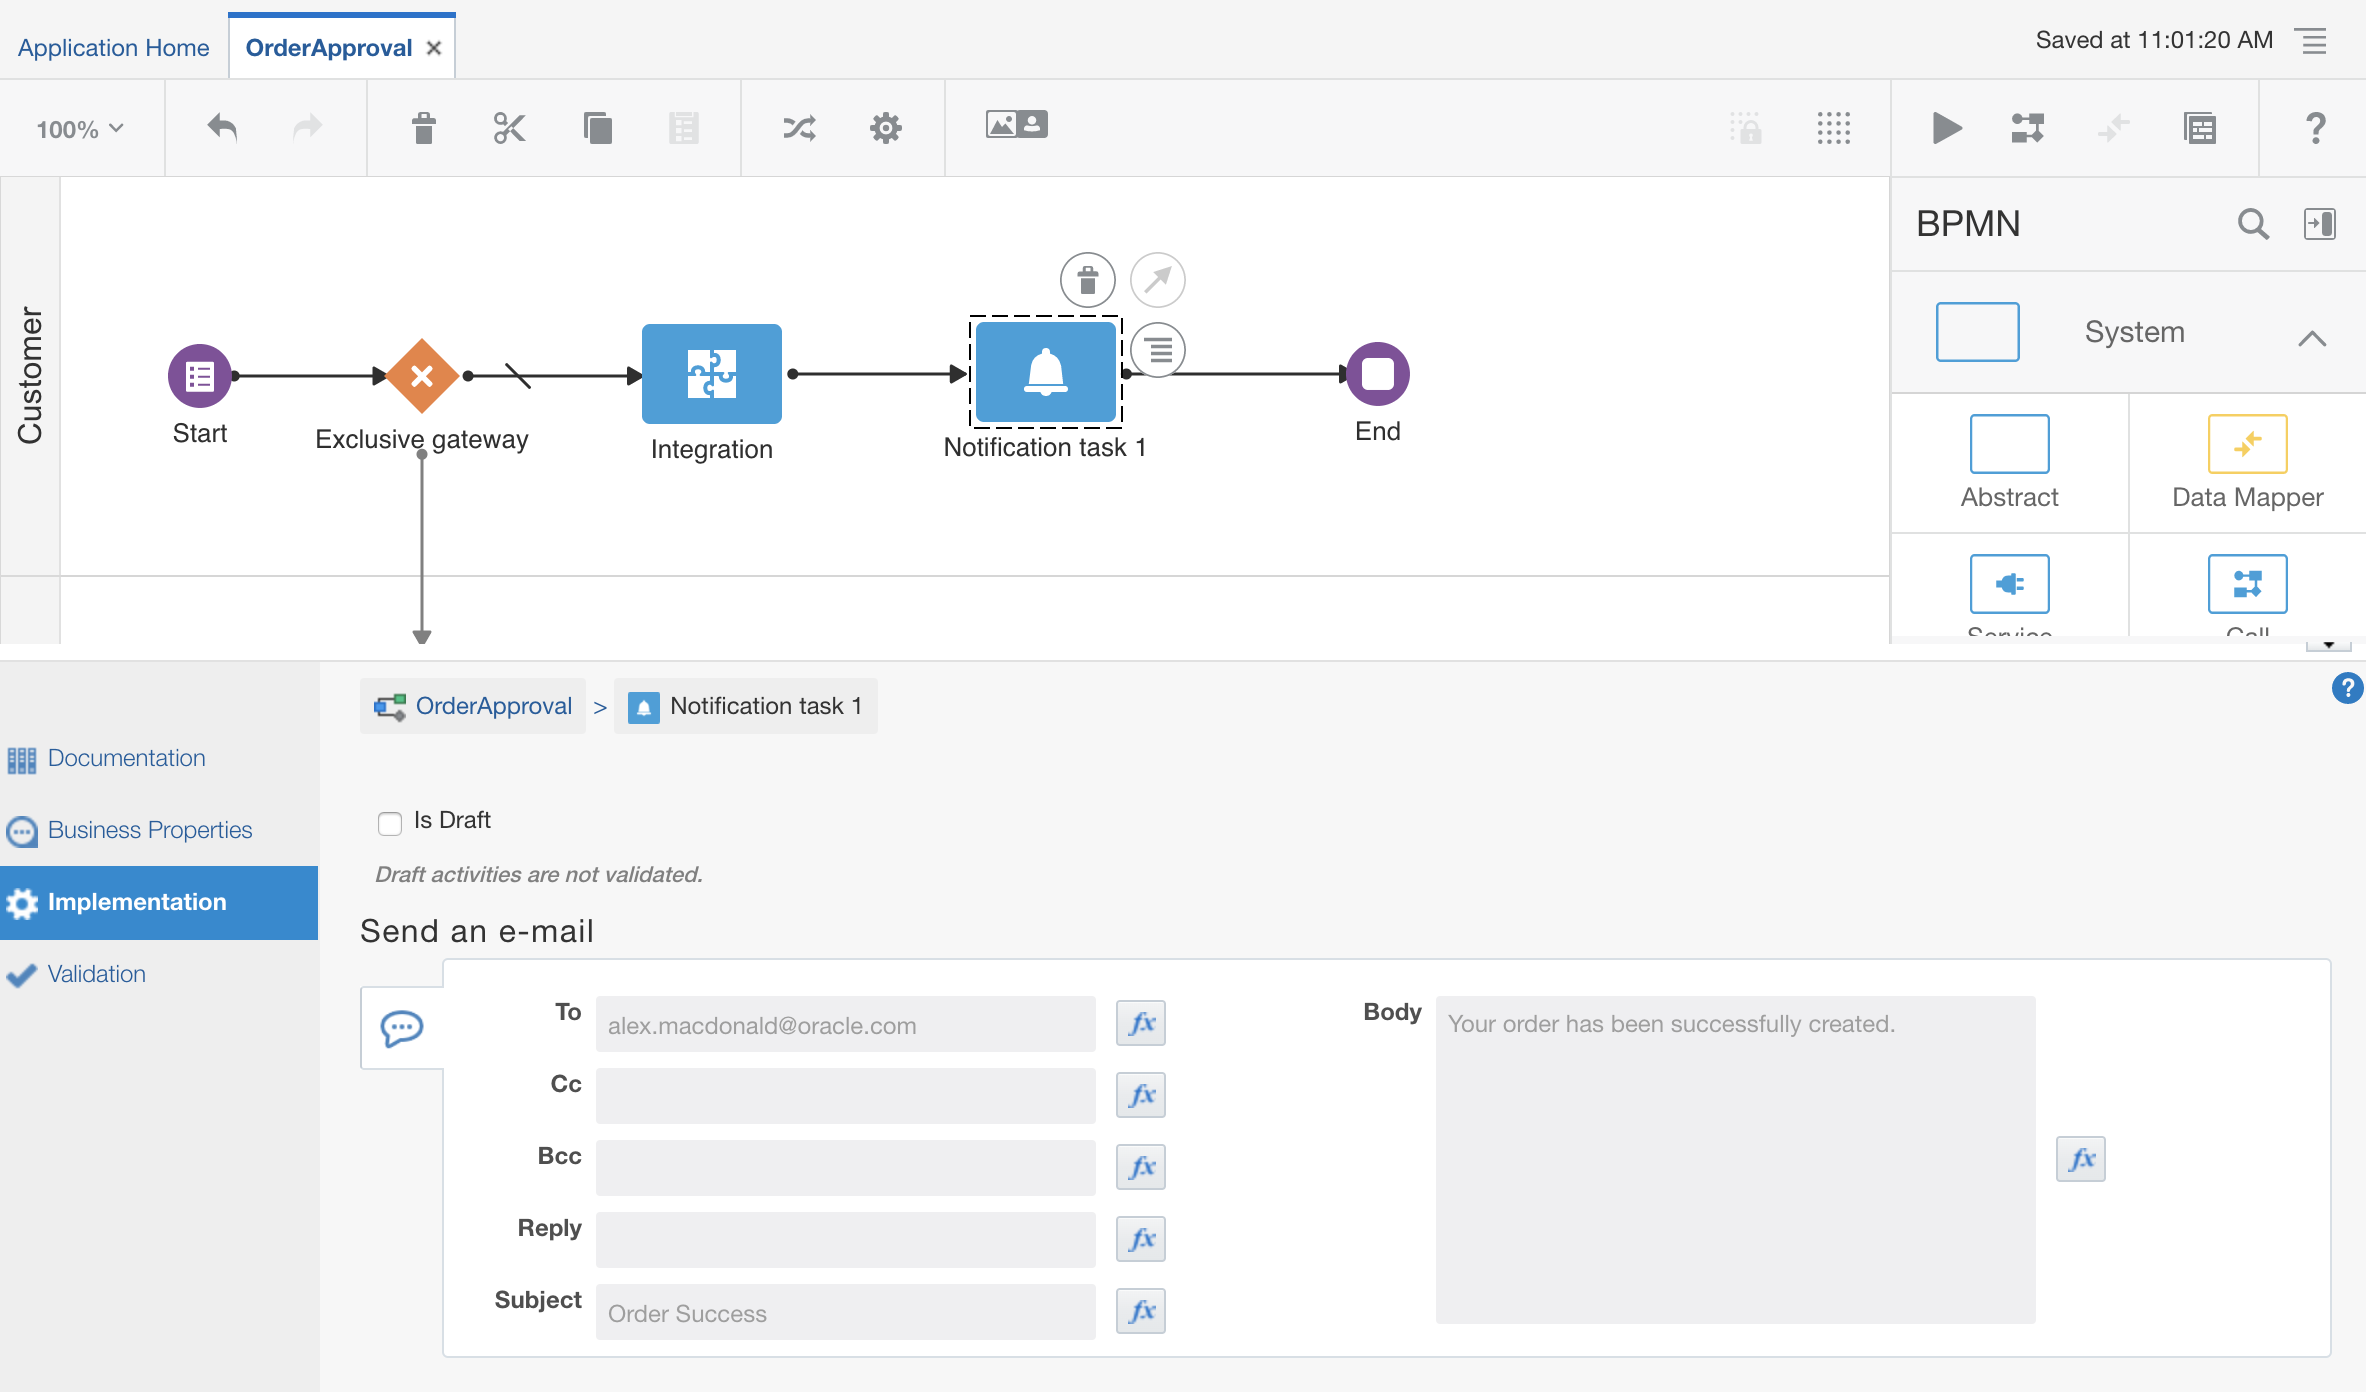 Application Home
OrderApproval
Saved at 11:01:20 AM
100%
?
BPMN
System
Abstract
Data Mapper
Service
Call
Customer
Start
Exclusive gateway
Integration
Notification task 1
End
OrderApproval > Notification task 1
?
Documentation
Business Properties
Implementation
Validation
Is Draft
Draft activities are not validated.
Send an e-mail
To
alex.macdonald@oracle.com
fx
Cc
fx
Bcc
fx
Reply
fx
Subject
Order Success
fx
Body
Your order has been successfully created.
fx